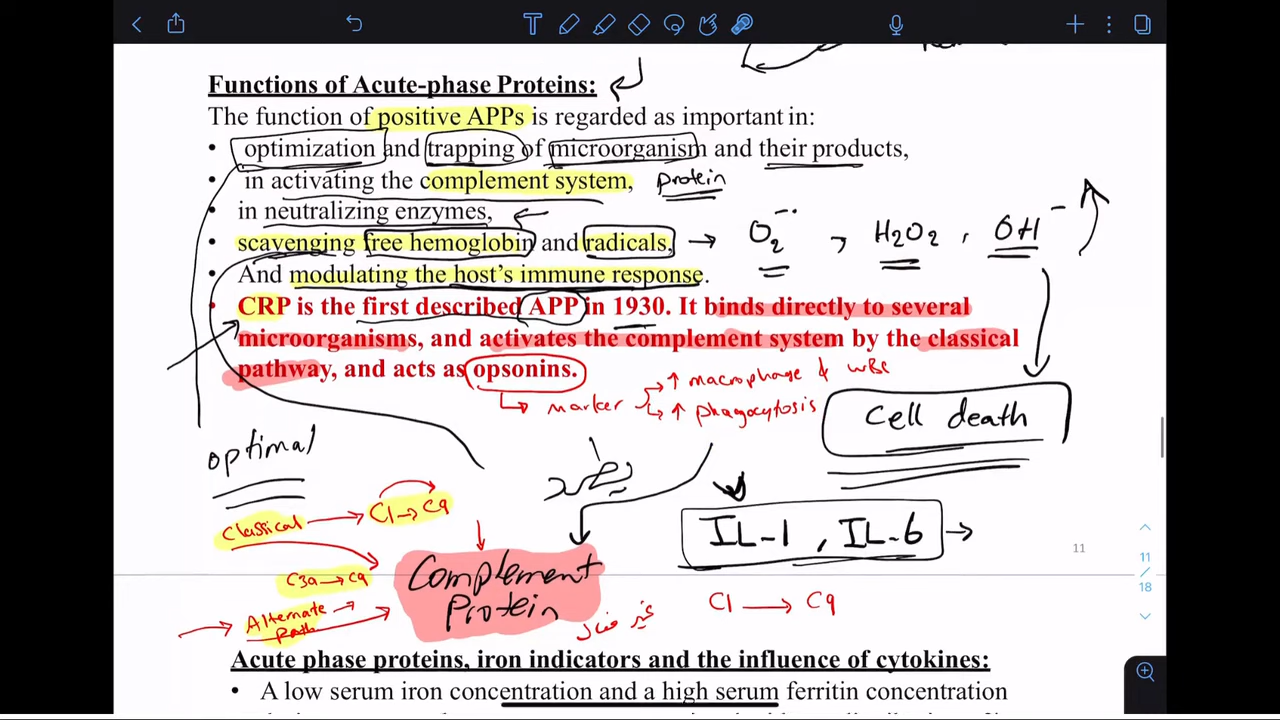 Functions of Acute-phase Proteins:
The function of positive APPs is regarded as important in:
• optimization and trapping of microorganism and their products,
• in activating the complement system, protein
• in neutralizing enzymes,
• scavenging free hemoglobin and radicals, → O2⁻ , H2O2 , OH⁻
• And modulating the host's immune response.
• CRP is the first described APP in 1930. It binds directly to several
microorganisms, and activates the complement system by the classical
pathway, and acts as opsonins.
marker ↑ macrophage & WBC
↑ phagocytosis
Cell death
optimal
Classical → C1 → C9
IL-1 , IL-6 →
11
11
/
18
C3a → C9
Complement
Protein
Alternate
path
C1 → C9
غير فعال
Acute phase proteins, iron indicators and the influence of cytokines:
• A low serum iron concentration and a high serum ferritin concentration